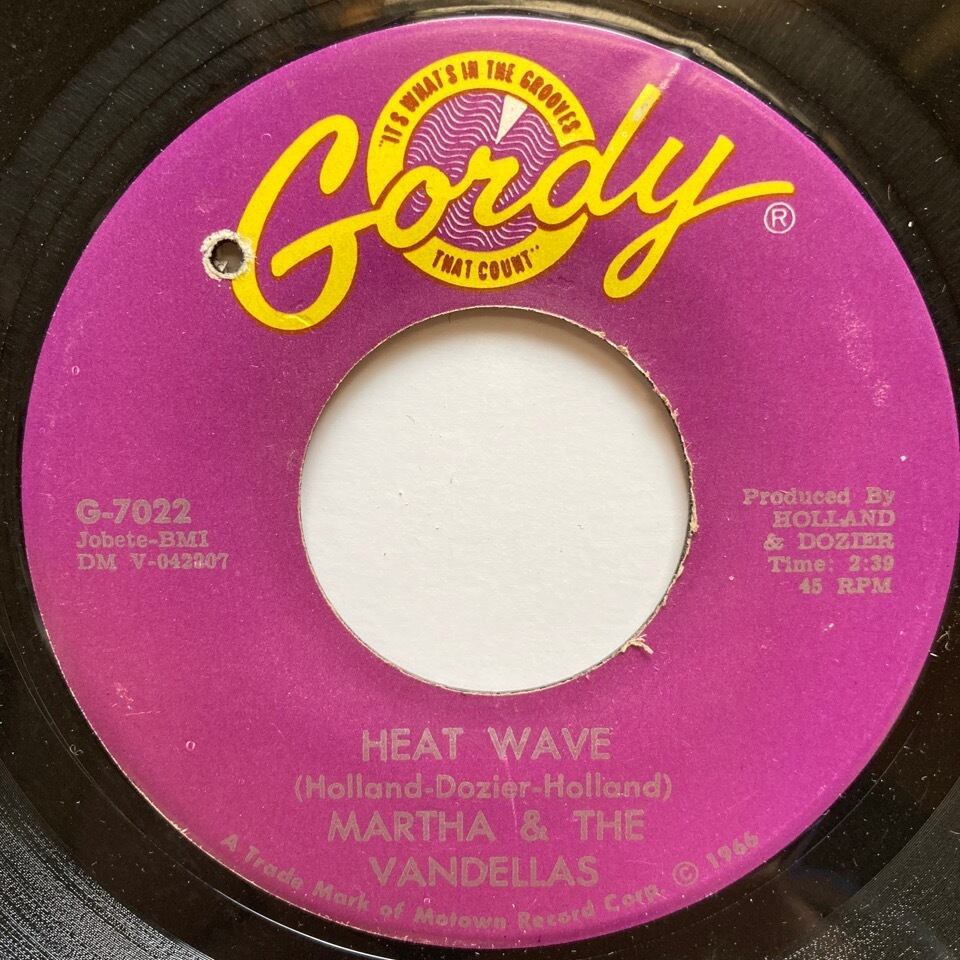 "IT'S WHAT'S IN THE GROOVES
Gordy ®
THAT COUNT"
G-7022
Jobete-BMI
DM V-042207
Produced By
HOLLAND
& DOZIER
Time: 2:39
45 RPM
HEAT WAVE
(Holland-Dozier-Holland)
MARTHA & THE
VANDELLAS
A Trade Mark of Motown Record Corp. © 1966